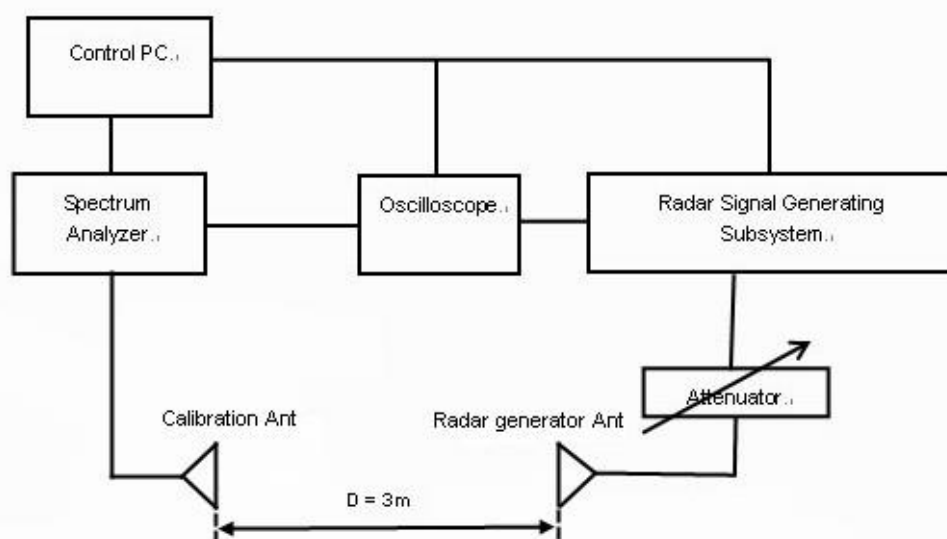 Control PC.
Spectrum
Analyzer.
Oscilloscope.
Radar Signal Generating
Subsystem.
Attenuator.
Calibration Ant
Radar generator Ant
D = 3m